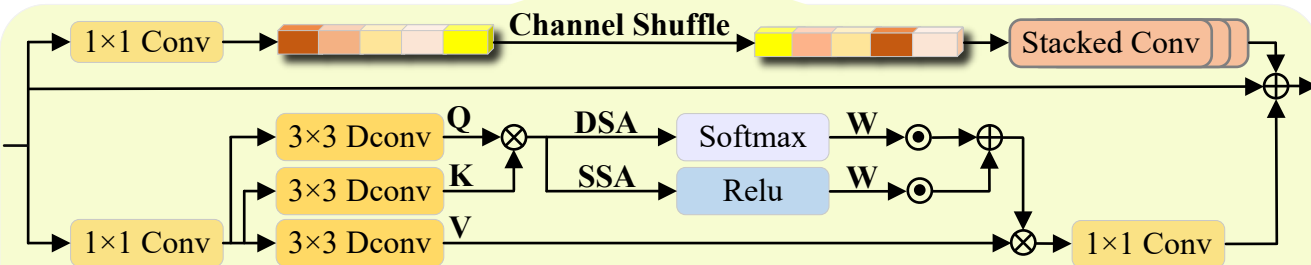 1×1 Conv
Channel Shuffle
Stacked Conv
3×3 Dconv
Q
DSA
Softmax
W
3×3 Dconv
K
SSA
Relu
W
1×1 Conv
3×3 Dconv
V
1×1 Conv